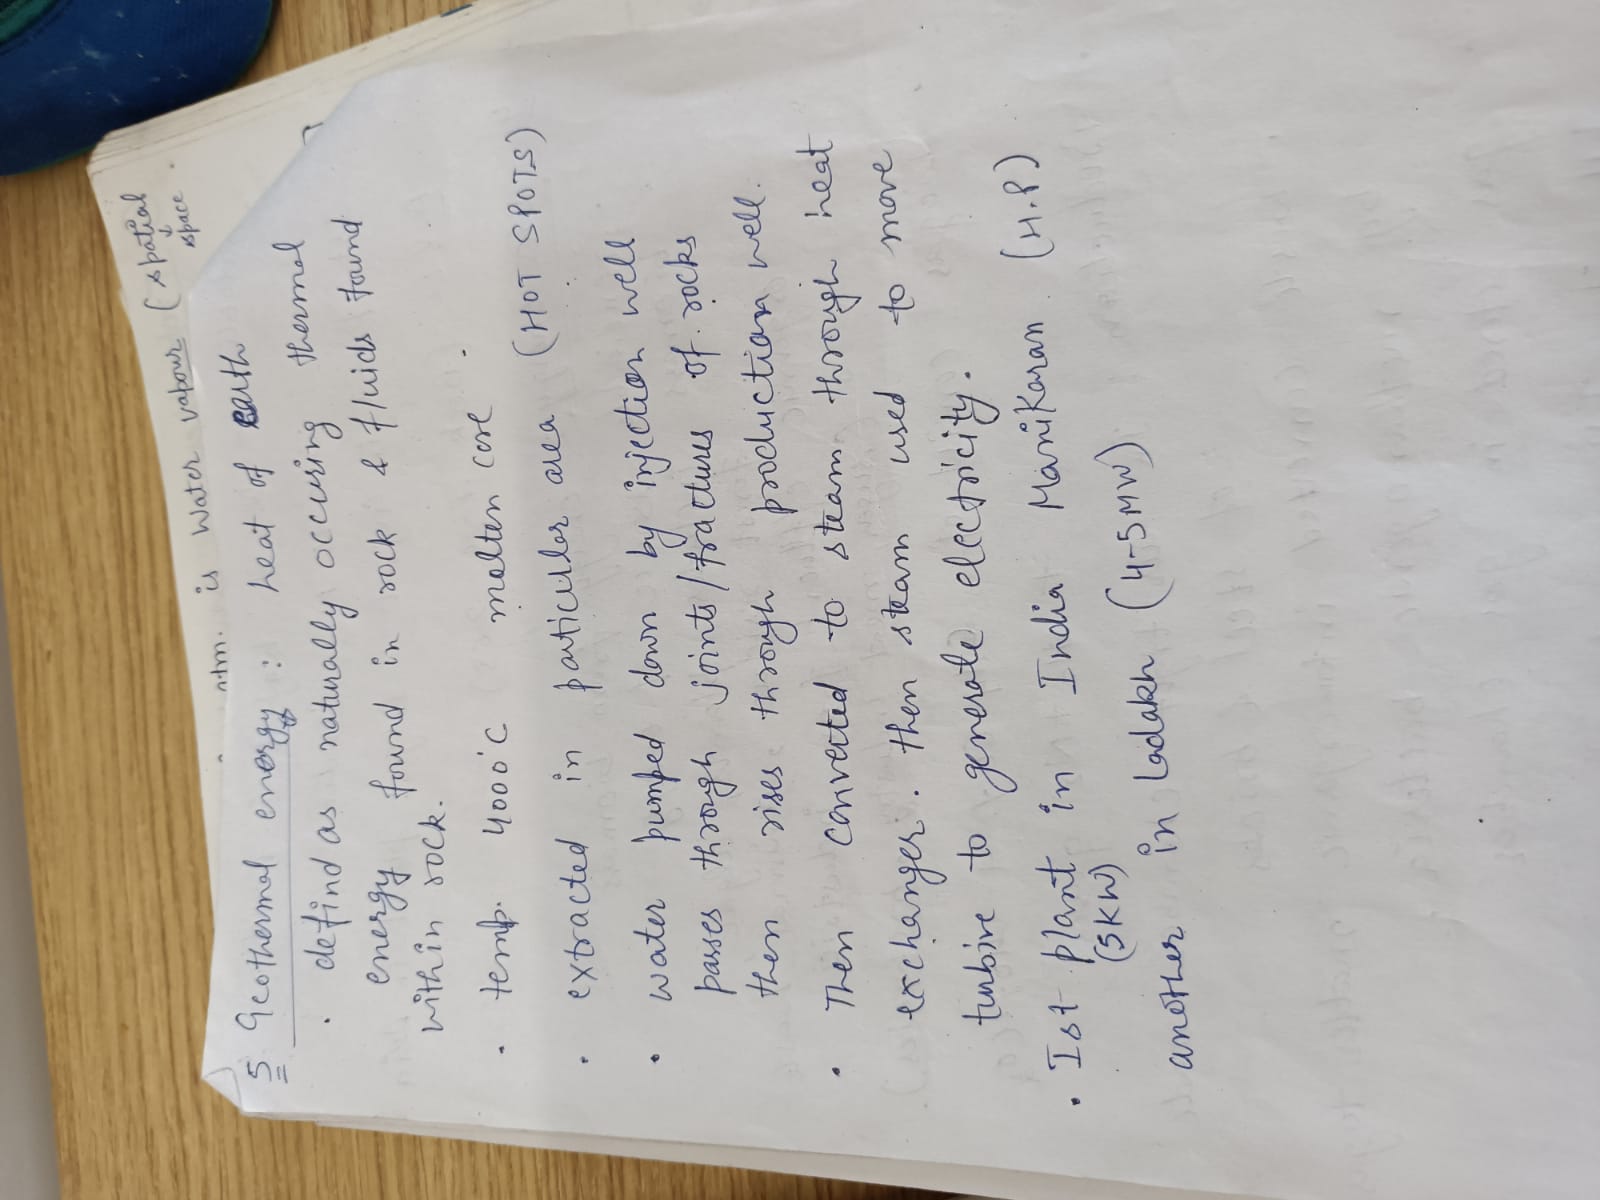 atm. is water vapour (spatial
↓
space
5 Geothermal energy : heat of earth
• defind as naturally occuring thermal
energy found in rock & fluids found
within rock.
• temp. 4000°C molten core
• extracted in particular area (HOT SPOTS)
• water pumped down by injection well
passes through joints/fractures of rocks
then rises through production well.
• Then converted to steam through heat
exchanger. then steam used to move
turbine to generate electricity.
• Ist plant in India Manikaran (H.P)
(5KW)
another in Ladakh (4-5MW)